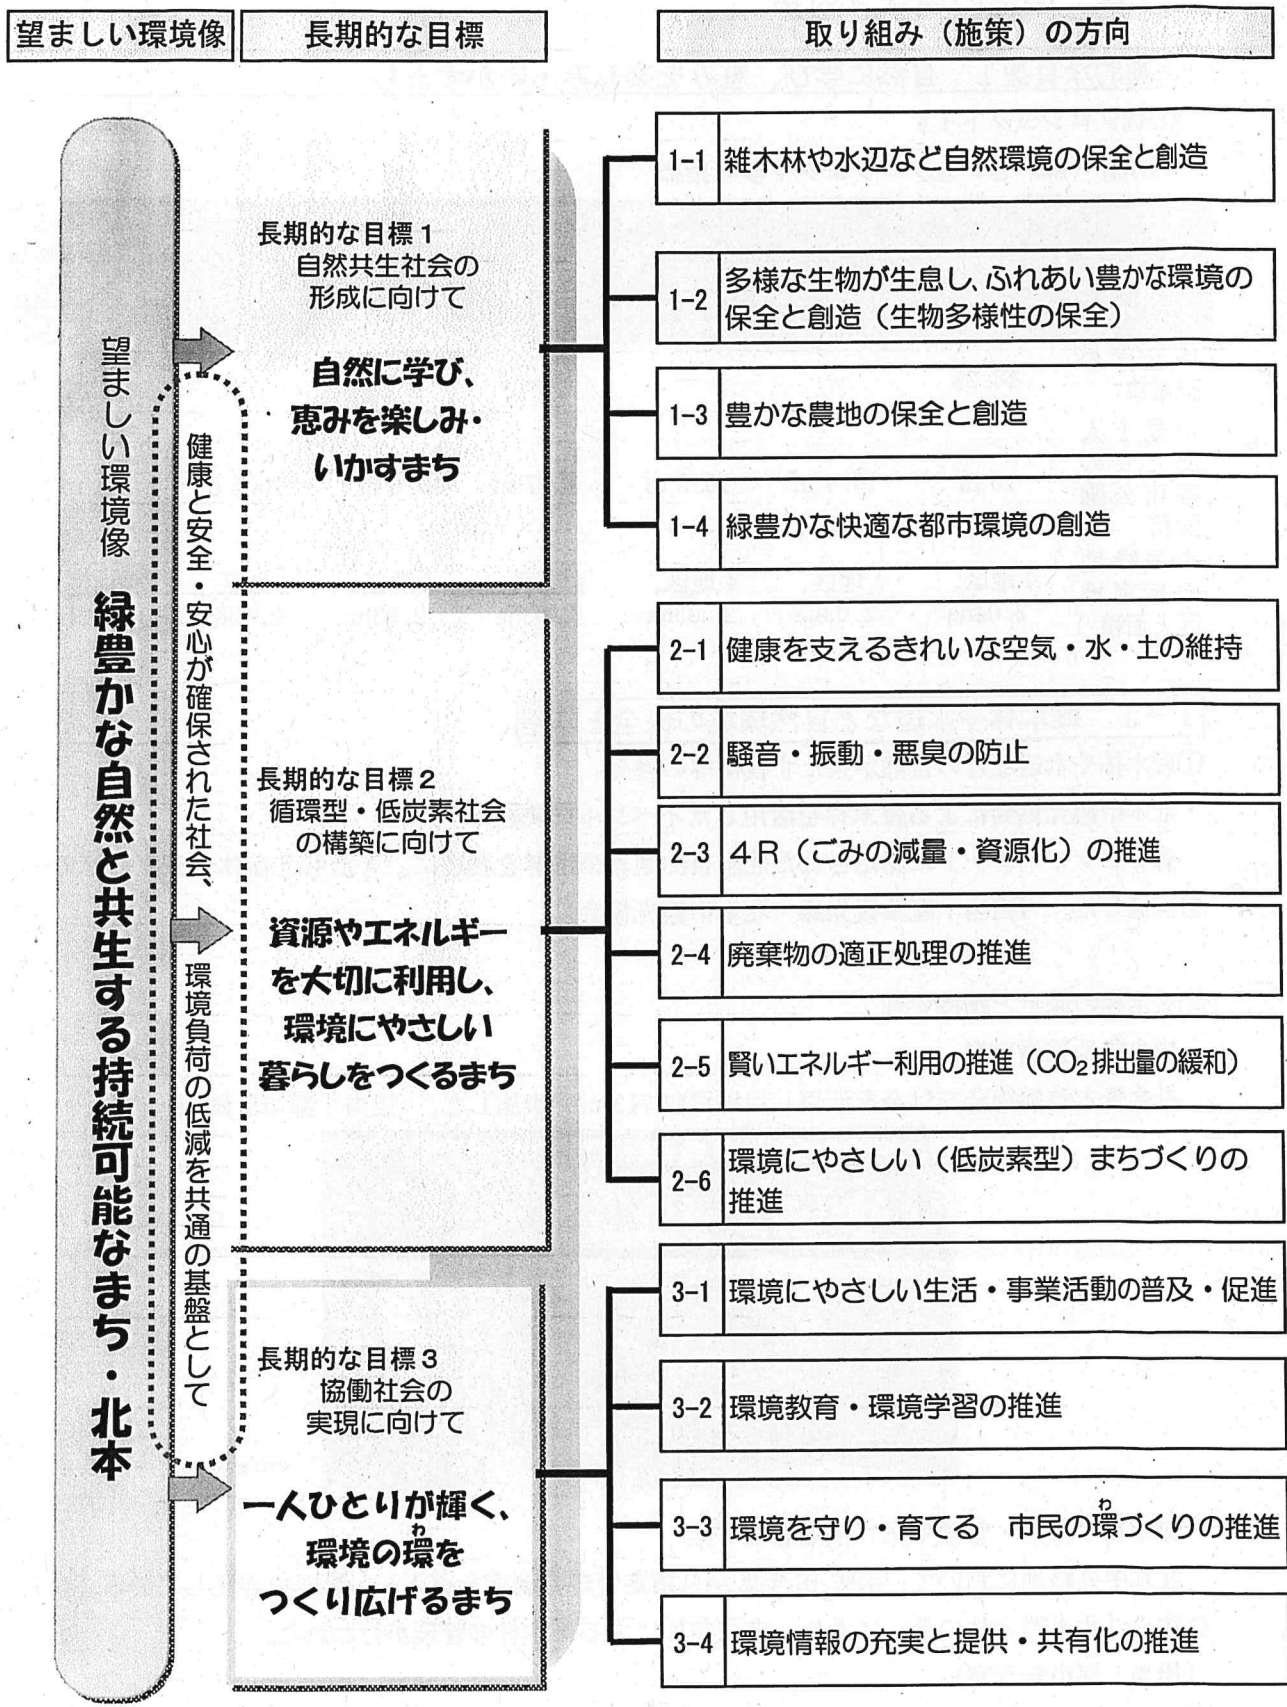 望ましい環境像
長期的な目標
取り組み（施策）の方向
望ましい環境像　緑豊かな自然と共生する持続可能なまち・北本
健康と安全・安心が確保された社会、環境負荷の低減を共通の基盤として
長期的な目標１
自然共生社会の
形成に向けて
自然に学び、
恵みを楽しみ・
いかすまち
1-1 雑木林や水辺など自然環境の保全と創造
1-2 多様な生物が生息し、ふれあい豊かな環境の
保全と創造（生物多様性の保全）
1-3 豊かな農地の保全と創造
1-4 緑豊かな快適な都市環境の創造
長期的な目標２
循環型・低炭素社会
の構築に向けて
資源やエネルギー
を大切に利用し、
環境にやさしい
暮らしをつくるまち
2-1 健康を支えるきれいな空気・水・土の維持
2-2 騒音・振動・悪臭の防止
2-3 ４Ｒ（ごみの減量・資源化）の推進
2-4 廃棄物の適正処理の推進
2-5 賢いエネルギー利用の推進（CO₂排出量の緩和）
2-6 環境にやさしい（低炭素型）まちづくりの
推進
長期的な目標３
協働社会の
実現に向けて
一人ひとりが輝く、
わ
環境の環を
つくり広げるまち
3-1 環境にやさしい生活・事業活動の普及・促進
3-2 環境教育・環境学習の推進
わ
3-3 環境を守り・育てる　市民の環づくりの推進
3-4 環境情報の充実と提供・共有化の推進